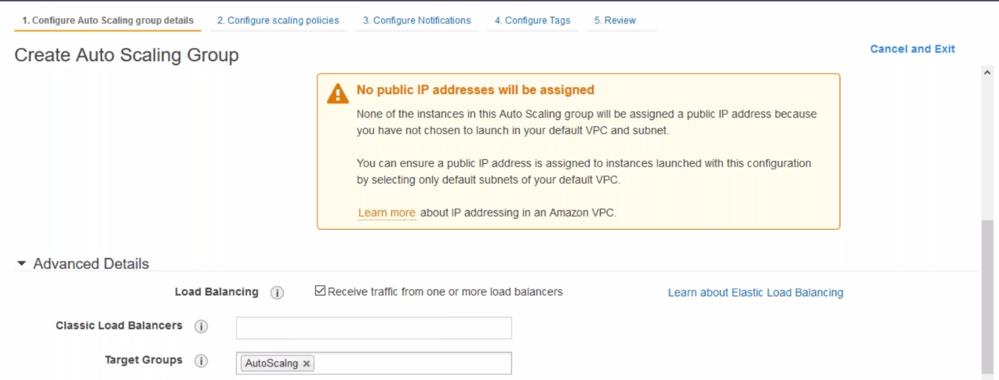 1. Configure Auto Scaling group details 2. Configure scaling policies 3. Configure Notifications 4. Configure Tags 5. Review
Create Auto Scaling Group
Cancel and Exit
No public IP addresses will be assigned
None of the instances in this Auto Scaling group will be assigned a public IP address because
you have not chosen to launch in your default VPC and subnet.
You can ensure a public IP address is assigned to instances launched with this configuration
by selecting only default subnets of your default VPC.
Learn more about IP addressing in an Amazon VPC.
Advanced Details
Load Balancing i Receive traffic from one or more load balancers Learn about Elastic Load Balancing
Classic Load Balancers i
Target Groups i AutoScalng ×